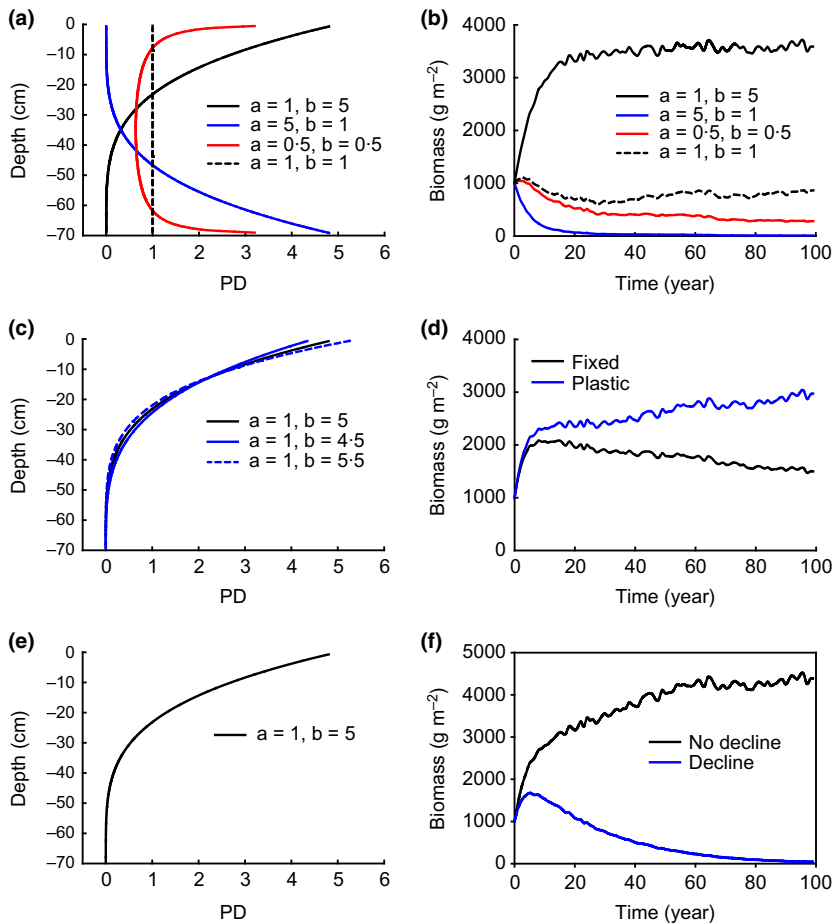 (a)
0
–10
–20
–30
–40
–50
–60
–70
Depth (cm)
a = 1, b = 5
a = 5, b = 1
a = 0·5, b = 0·5
a = 1, b = 1
0 1 2 3 4 5 6
PD
(b)
4000
3000
2000
1000
0
Biomass (g m–2)
a = 1, b = 5
a = 5, b = 1
a = 0·5, b = 0·5
a = 1, b = 1
0 20 40 60 80 100
Time (year)
(c)
0
–10
–20
–30
–40
–50
–60
–70
Depth (cm)
a = 1, b = 5
a = 1, b = 4·5
a = 1, b = 5·5
0 1 2 3 4 5 6
PD
(d)
4000
3000
2000
1000
0
Biomass (g m–2)
Fixed
Plastic
0 20 40 60 80 100
Time (year)
(e)
0
–10
–20
–30
–40
–50
–60
–70
Depth (cm)
a = 1, b = 5
0 1 2 3 4 5 6
PD
(f)
5000
4000
3000
2000
1000
0
Biomass (g m–2)
No decline
Decline
0 20 40 60 80 100
Time (year)